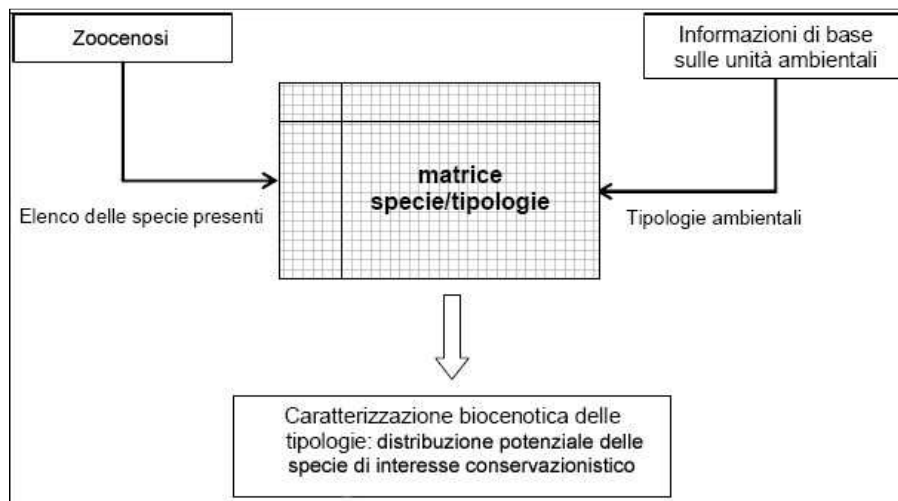 Zoocenosi
Informazioni di base
sulle unità ambientali
matrice
specie/tipologie
Elenco delle specie presenti
Tipologie ambientali
Caratterizzazione biocenotica delle
tipologie: distribuzione potenziale delle
specie di interesse conservazionistico